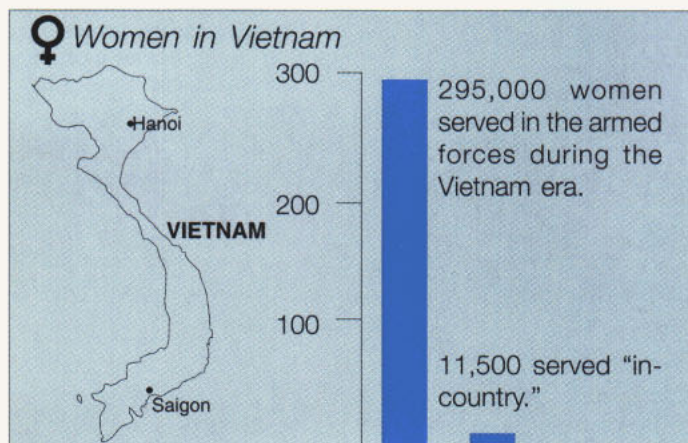 Women in Vietnam
300
295,000 women
served in the armed
forces during the
Vietnam era.
Hanoi
200
VIETNAM
100
11,500 served “in-
country.”
Saigon